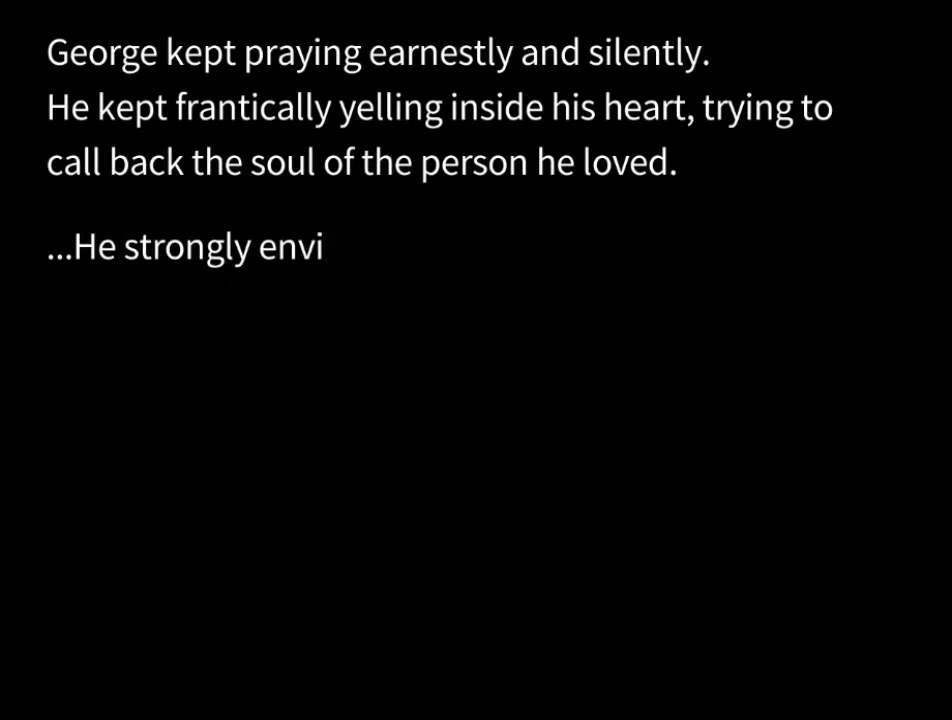 George kept praying earnestly and silently.
He kept frantically yelling inside his heart, trying to
call back the soul of the person he loved.
...He strongly envi